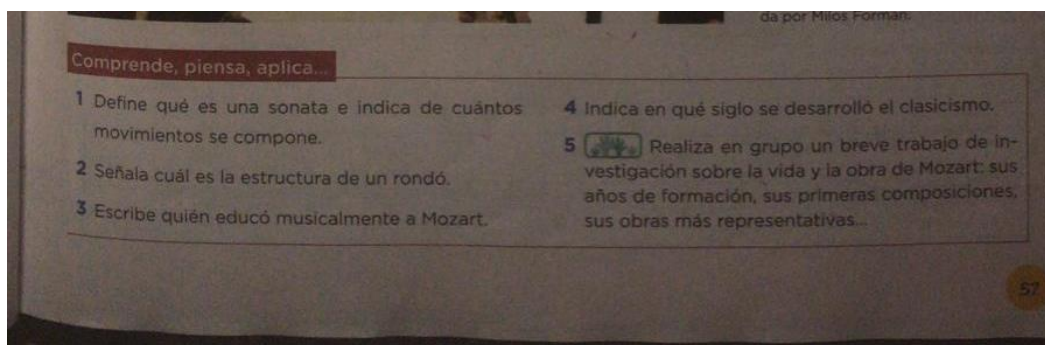 da por Milos Forman.
Comprende, piensa, aplica...
1 Define qué es una sonata e indica de cuántos
movimientos se compone.
2 Señala cuál es la estructura de un rondó.
3 Escribe quién educó musicalmente a Mozart.
4 Indica en qué siglo se desarrolló el clasicismo.
5 Realiza en grupo un breve trabajo de in-
vestigación sobre la vida y la obra de Mozart: sus
años de formación, sus primeras composiciones,
sus obras más representativas...
57